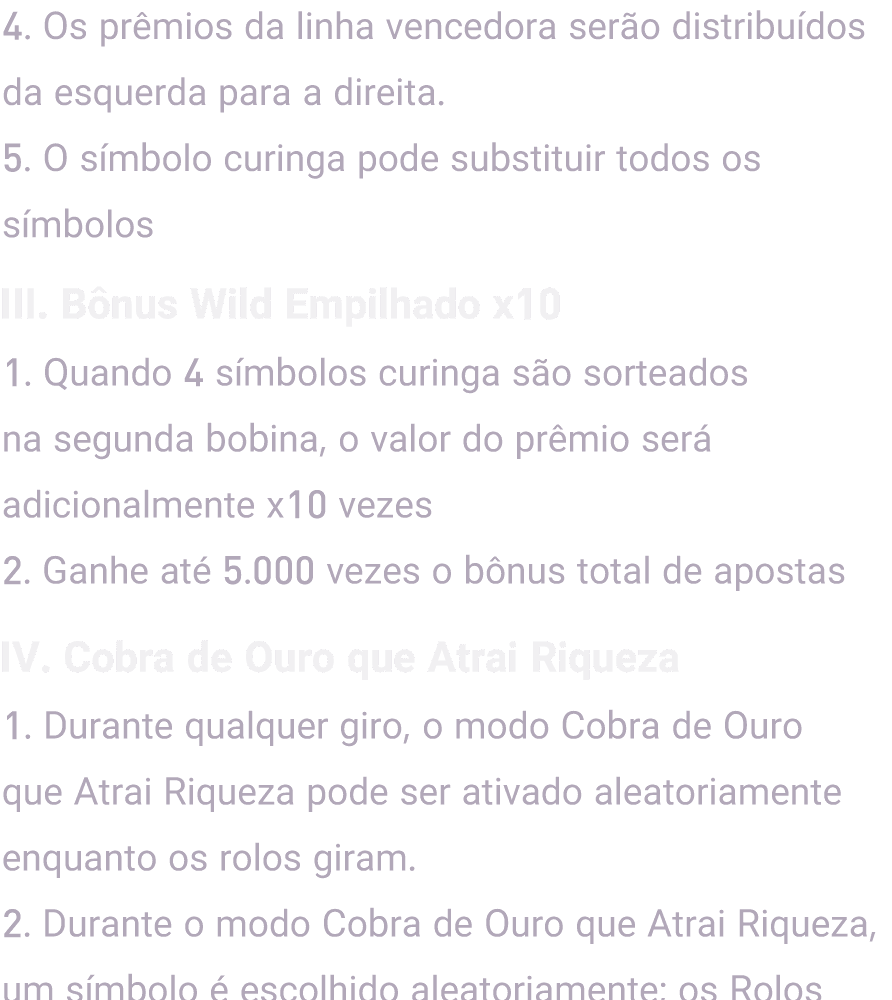 4. Os prêmios da linha vencedora serão distribuídos
da esquerda para a direita.
5. O símbolo curinga pode substituir todos os
símbolos
III. Bônus Wild Empilhado x10
1. Quando 4 símbolos curinga são sorteados
na segunda bobina, o valor do prêmio será
adicionalmente x10 vezes
2. Ganhe até 5.000 vezes o bônus total de apostas
IV. Cobra de Ouro que Atrai Riqueza
1. Durante qualquer giro, o modo Cobra de Ouro
que Atrai Riqueza pode ser ativado aleatoriamente
enquanto os rolos giram.
2. Durante o modo Cobra de Ouro que Atrai Riqueza,
um símbolo é escolhido aleatoriamente; os Rolos